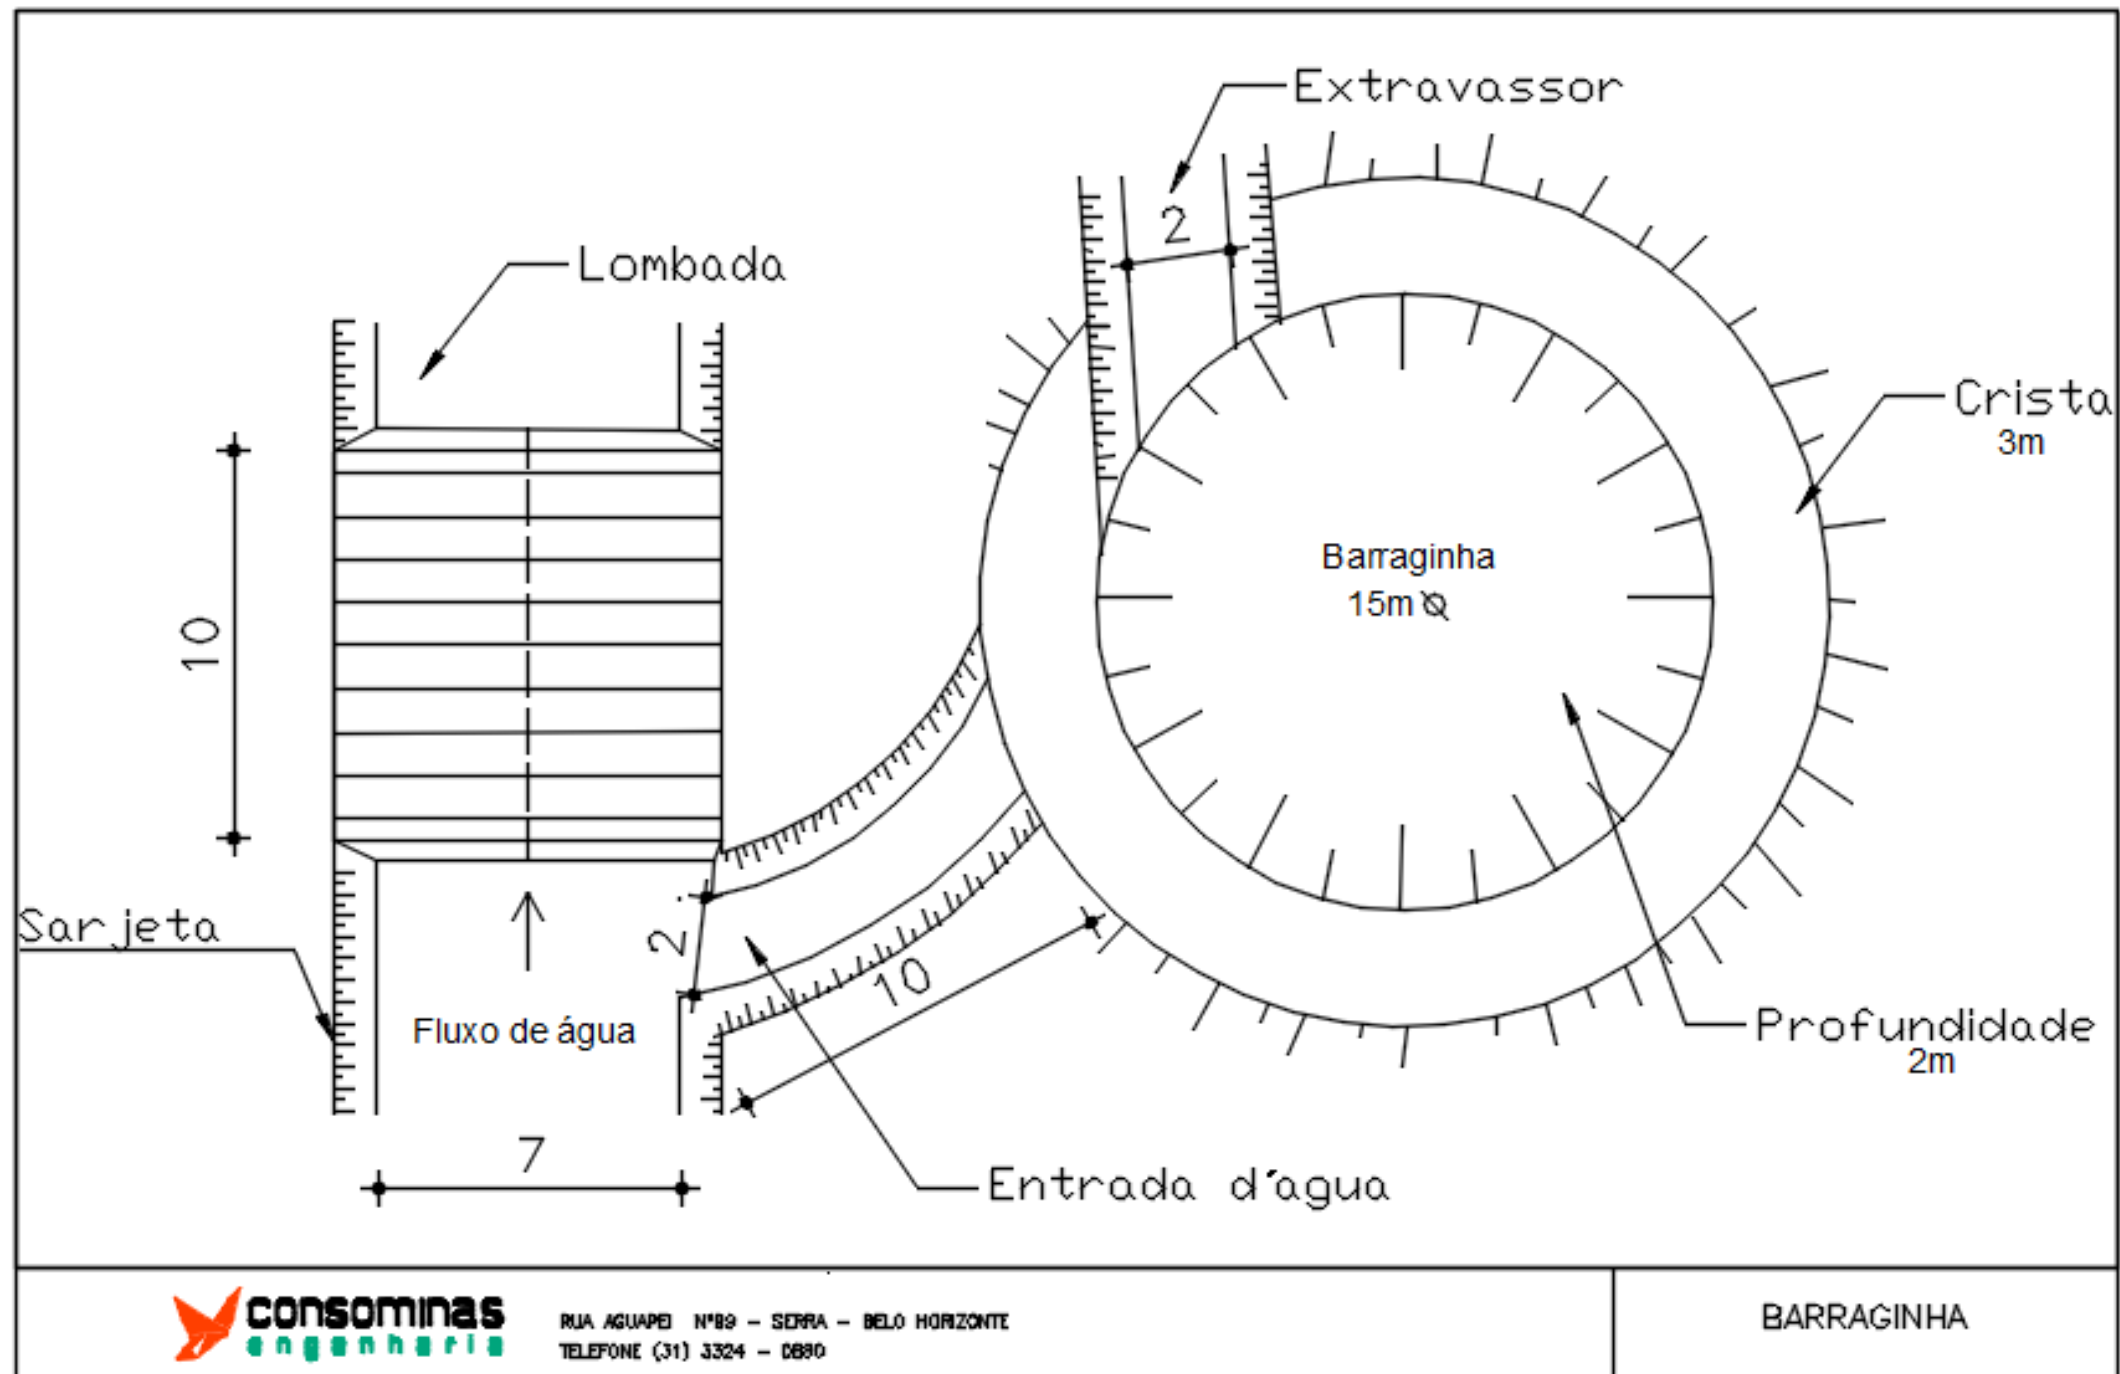 Extravassor
2
Lombada
Crista
3m
Barraginha
15m
10
Sarjeta
2
10
Fluxo de água
Profundidade
2m
7
Entrada d'agua
consominas
engenharia
RUA AGUAPEI N°89 - SERRA - BELO HORIZONTE
TELEFONE (31) 3324 - 0880
BARRAGINHA